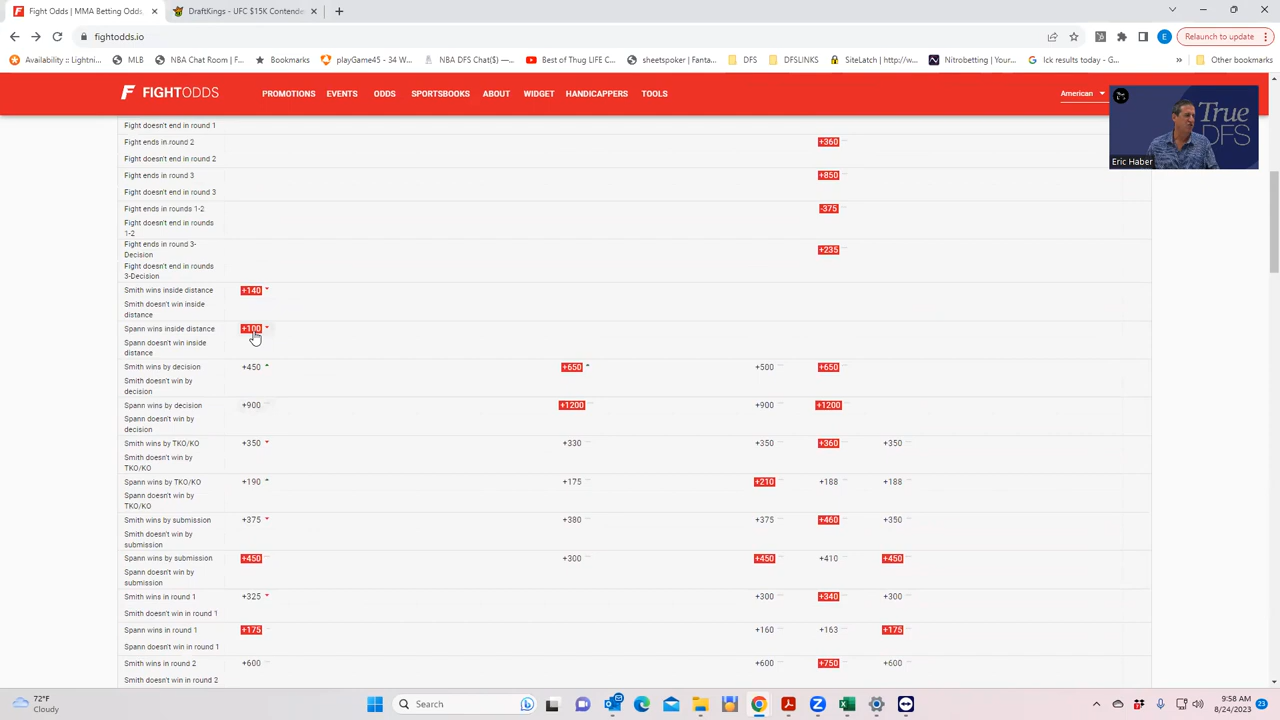 Fight Odds | MMA Betting Odds,
DraftKings - UFC $15K Contende
fightodds.io
Relaunch to update
Availability :: Lightni...
MLB
NBA Chat Room | F...
Bookmarks
playGame45 - 34 W...
NBA DFS Chat($) —...
Best of Thug LIFE C...
sheetspoker | Fanta...
DFS
DFSLINKS
SiteLatch | http://w...
Nitrobetting | Your...
Ick results today - G...
»
Other bookmarks
FIGHTODDS
PROMOTIONS EVENTS ODDS SPORTSBOOKS ABOUT WIDGET HANDICAPPERS TOOLS
American
True
DFS
Eric Haber
Fight doesn't end in round 1
Fight ends in round 2 +360
Fight doesn't end in round 2
Fight ends in round 3 +850
Fight doesn't end in round 3
Fight ends in rounds 1-2 -375
Fight doesn't end in rounds
1-2
Fight ends in round 3-
Decision +235
Fight doesn't end in rounds
3-Decision
Smith wins inside distance +140
Smith doesn't win inside
distance
Spann wins inside distance +100
Spann doesn't win inside
distance
Smith wins by decision +450 +650 +500 +650
Smith doesn't win by
decision
Spann wins by decision +900 +1200 +900 +1200
Spann doesn't win by
decision
Smith wins by TKO/KO +350 +330 +350 +360 +350
Smith doesn't win by
TKO/KO
Spann wins by TKO/KO +190 +175 +210 +188 +188
Spann doesn't win by
TKO/KO
Smith wins by submission +375 +380 +375 +460 +350
Smith doesn't win by
submission
Spann wins by submission +450 +300 +450 +410 +450
Spann doesn't win by
submission
Smith wins in round 1 +325 +300 +340 +300
Smith doesn't win in round 1
Spann wins in round 1 +175 +160 +163 +175
Spann doesn't win in round 1
Smith wins in round 2 +600 +600 +750 +600
Smith doesn't win in round 2
72°F
Cloudy
Search
9:58 AM
8/24/2023
23